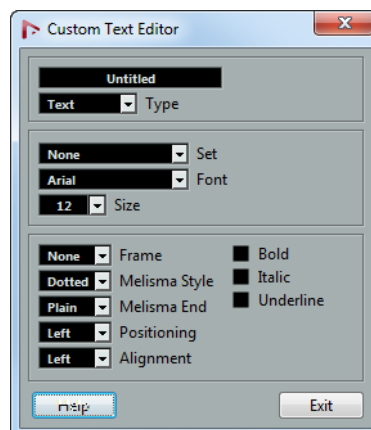 Custom Text Editor
Untitled
Text Type
None Set
Arial Font
12 Size
None Frame Bold
Dotted Melisma Style Italic
Plain Melisma End Underline
Left Positioning
Left Alignment
Help Exit